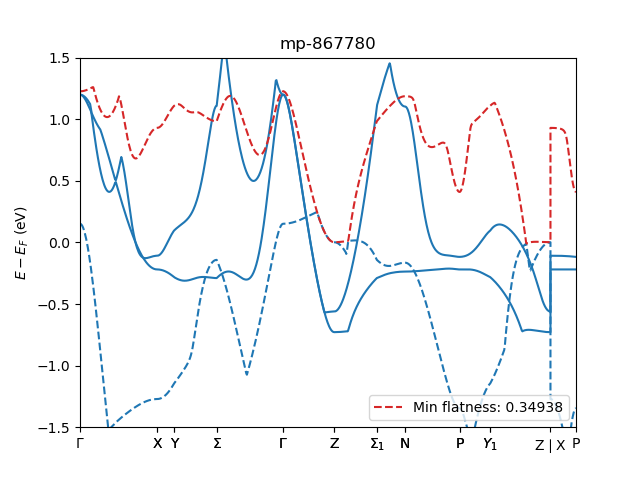 mp-867780
1.5
1.0
0.5
0.0
−0.5
−1.0
−1.5
E − E_F (eV)
Min flatness: 0.34938
Γ X Y Σ Γ Z Σ₁ N P Y₁ Z | X P